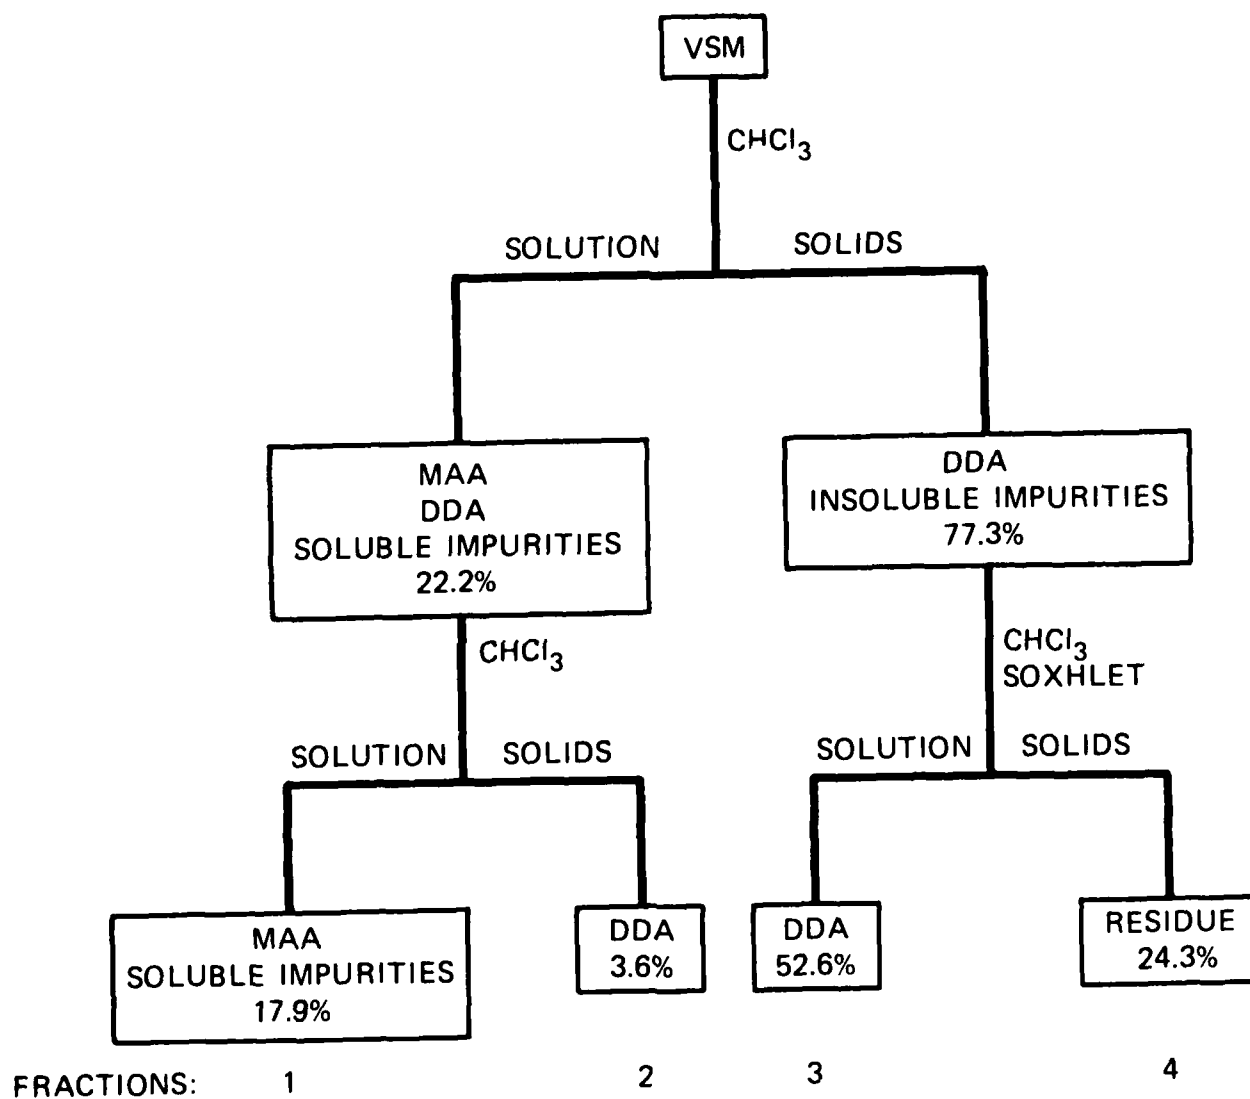 VSM
CHCl3
SOLUTION SOLIDS
MAA
DDA
SOLUBLE IMPURITIES
22.2%
DDA
INSOLUBLE IMPURITIES
77.3%
CHCl3
CHCl3
SOXHLET
SOLUTION SOLIDS
SOLUTION SOLIDS
MAA
SOLUBLE IMPURITIES
17.9%
DDA
3.6%
DDA
52.6%
RESIDUE
24.3%
FRACTIONS: 1 2 3 4